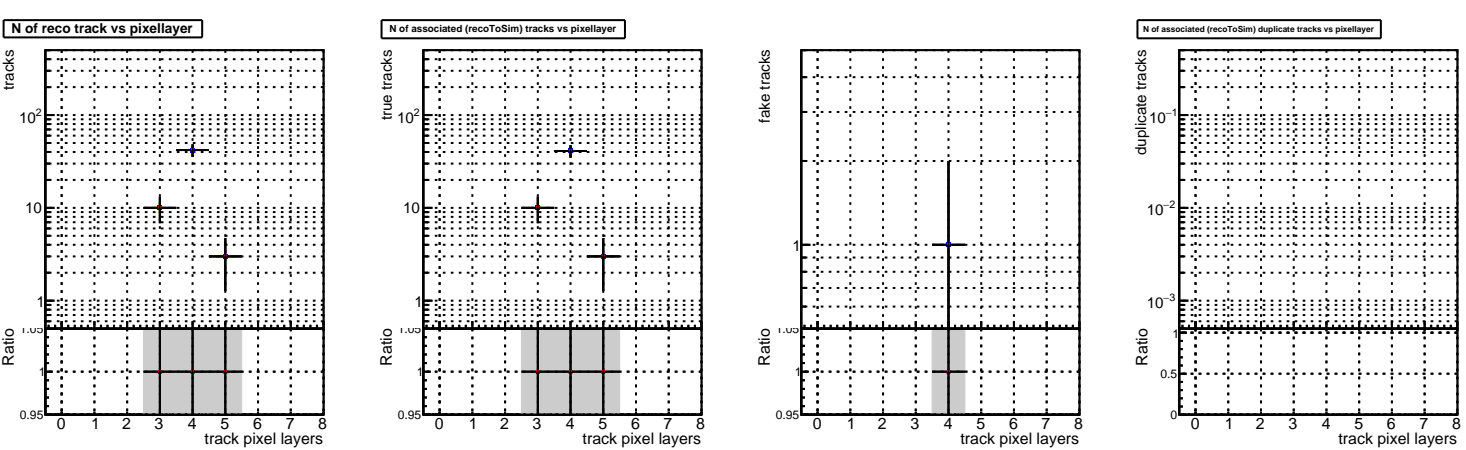 N of reco track vs pixellayer
tracks
10²
10
1
Ratio
1.05
1
0.95
0 1 2 3 4 5 6 7 8
track pixel layers
N of associated (recoToSim) tracks vs pixellayer
true tracks
10²
10
1
Ratio
1.05
1
0.95
0 1 2 3 4 5 6 7 8
track pixel layers
fake tracks
1
Ratio
1.05
1
0.95
0 1 2 3 4 5 6 7 8
track pixel layers
N of associated (recoToSim) duplicate tracks vs pixellayer
duplicate tracks
10⁻¹
10⁻²
10⁻³
Ratio
1
0.5
0
0 1 2 3 4 5 6 7 8
track pixel layers